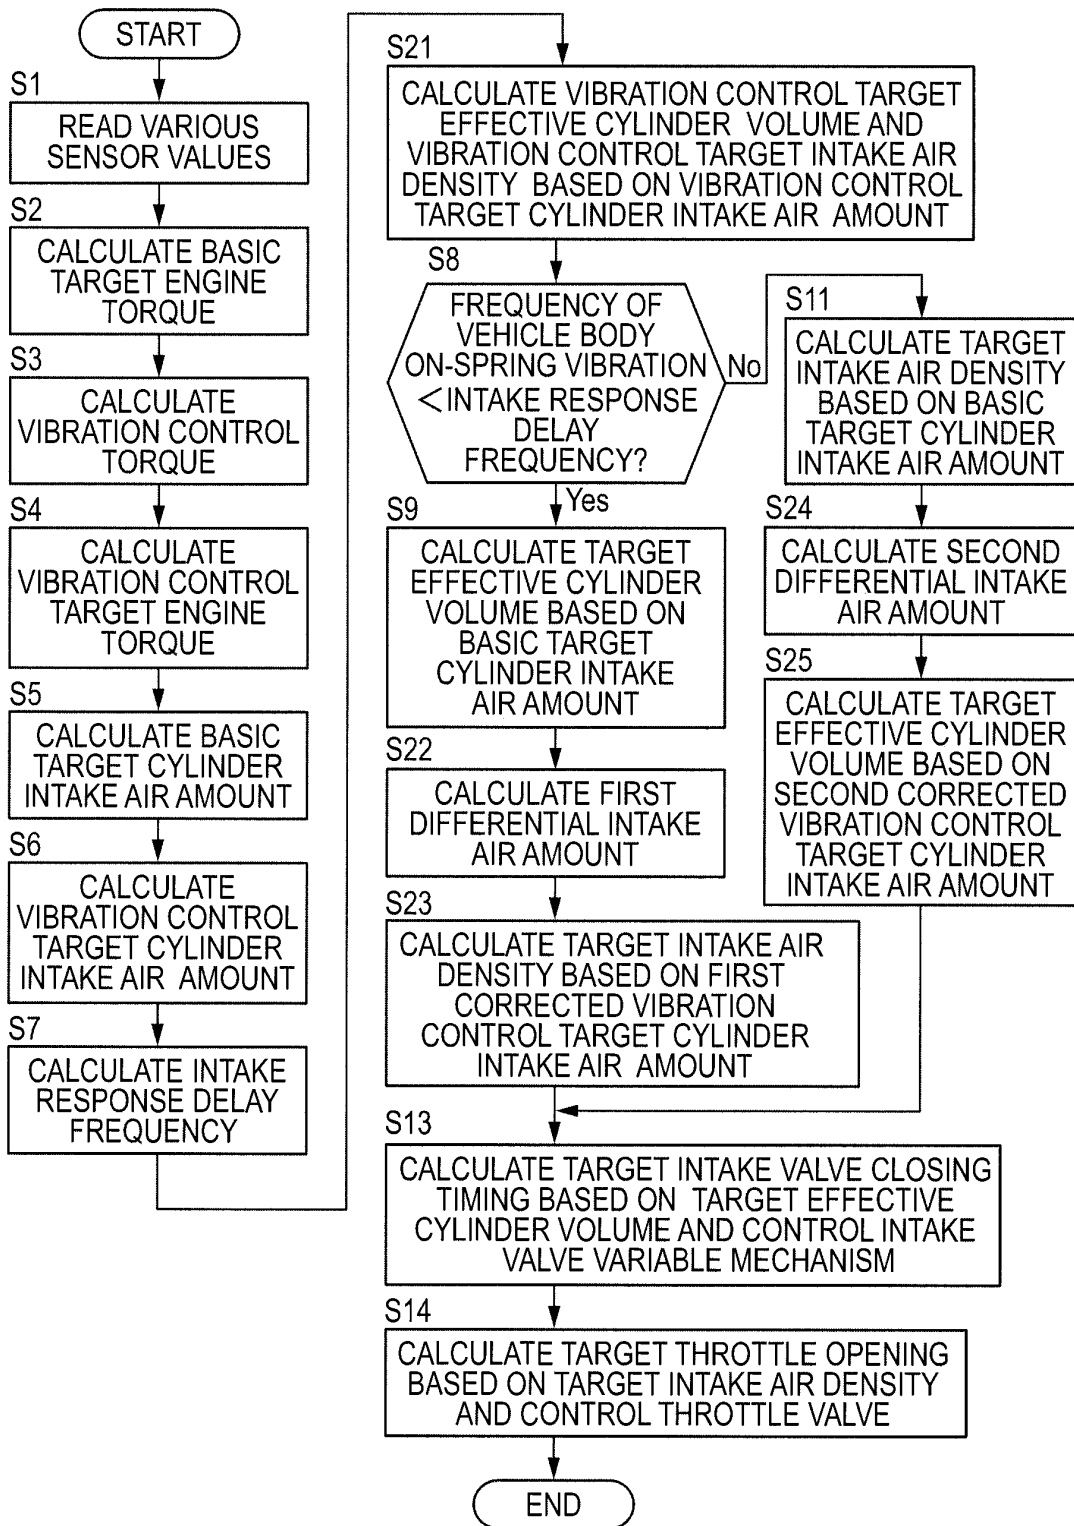 START
S1
READ VARIOUS
SENSOR VALUES
S2
CALCULATE BASIC
TARGET ENGINE
TORQUE
S3
CALCULATE
VIBRATION CONTROL
TORQUE
S4
CALCULATE
VIBRATION CONTROL
TARGET ENGINE
TORQUE
S5
CALCULATE BASIC
TARGET CYLINDER
INTAKE AIR AMOUNT
S6
CALCULATE
VIBRATION CONTROL
TARGET CYLINDER
INTAKE AIR AMOUNT
S7
CALCULATE INTAKE
RESPONSE DELAY
FREQUENCY
S21
CALCULATE VIBRATION CONTROL TARGET
EFFECTIVE CYLINDER VOLUME AND
VIBRATION CONTROL TARGET INTAKE AIR
DENSITY BASED ON VIBRATION CONTROL
TARGET CYLINDER INTAKE AIR AMOUNT
S8
FREQUENCY OF
VEHICLE BODY
ON-SPRING VIBRATION
<INTAKE RESPONSE
DELAY
FREQUENCY?
No
Yes
S9
CALCULATE TARGET
EFFECTIVE CYLINDER
VOLUME BASED ON
BASIC TARGET
CYLINDER INTAKE
AIR AMOUNT
S22
CALCULATE FIRST
DIFFERENTIAL INTAKE
AIR AMOUNT
S23
CALCULATE TARGET INTAKE AIR
DENSITY BASED ON FIRST
CORRECTED VIBRATION
CONTROL TARGET CYLINDER
INTAKE AIR AMOUNT
S11
CALCULATE TARGET
INTAKE AIR DENSITY
BASED ON BASIC
TARGET CYLINDER
INTAKE AIR AMOUNT
S24
CALCULATE SECOND
DIFFERENTIAL INTAKE
AIR AMOUNT
S25
CALCULATE TARGET
EFFECTIVE CYLINDER
VOLUME BASED ON
SECOND CORRECTED
VIBRATION CONTROL
TARGET CYLINDER
INTAKE AIR AMOUNT
S13
CALCULATE TARGET INTAKE VALVE CLOSING
TIMING BASED ON TARGET EFFECTIVE
CYLINDER VOLUME AND CONTROL INTAKE
VALVE VARIABLE MECHANISM
S14
CALCULATE TARGET THROTTLE OPENING
BASED ON TARGET INTAKE AIR DENSITY
AND CONTROL THROTTLE VALVE
END